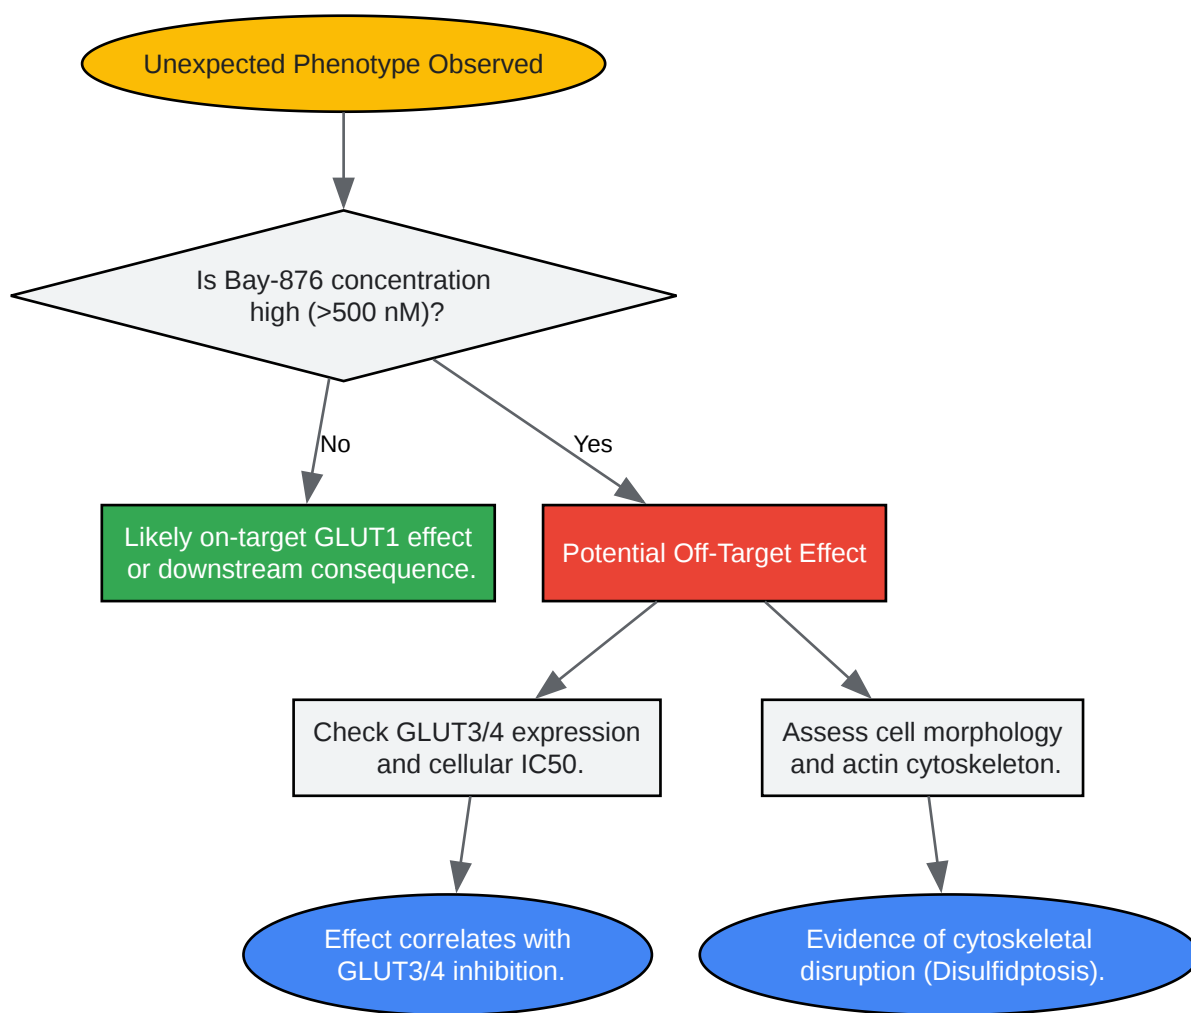 Unexpected Phenotype Observed
Is Bay-876 concentration
high (>500 nM)?
No
Yes
Likely on-target GLUT1 effect
or downstream consequence.
Potential Off-Target Effect
Check GLUT3/4 expression
and cellular IC50.
Assess cell morphology
and actin cytoskeleton.
Effect correlates with
GLUT3/4 inhibition.
Evidence of cytoskeletal
disruption (Disulfidptosis).